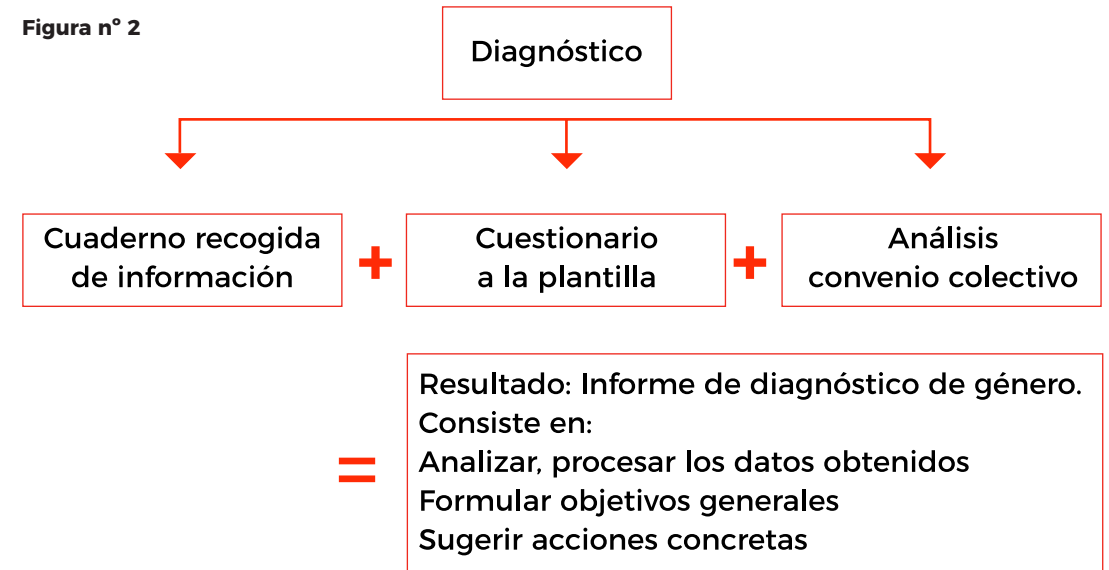 Figura nº 2
Diagnóstico
Cuaderno recogida
de información
+
Cuestionario
a la plantilla
+
Análisis
convenio colectivo
=
Resultado: Informe de diagnóstico de género.
Consiste en:
Analizar, procesar los datos obtenidos
Formular objetivos generales
Sugerir acciones concretas